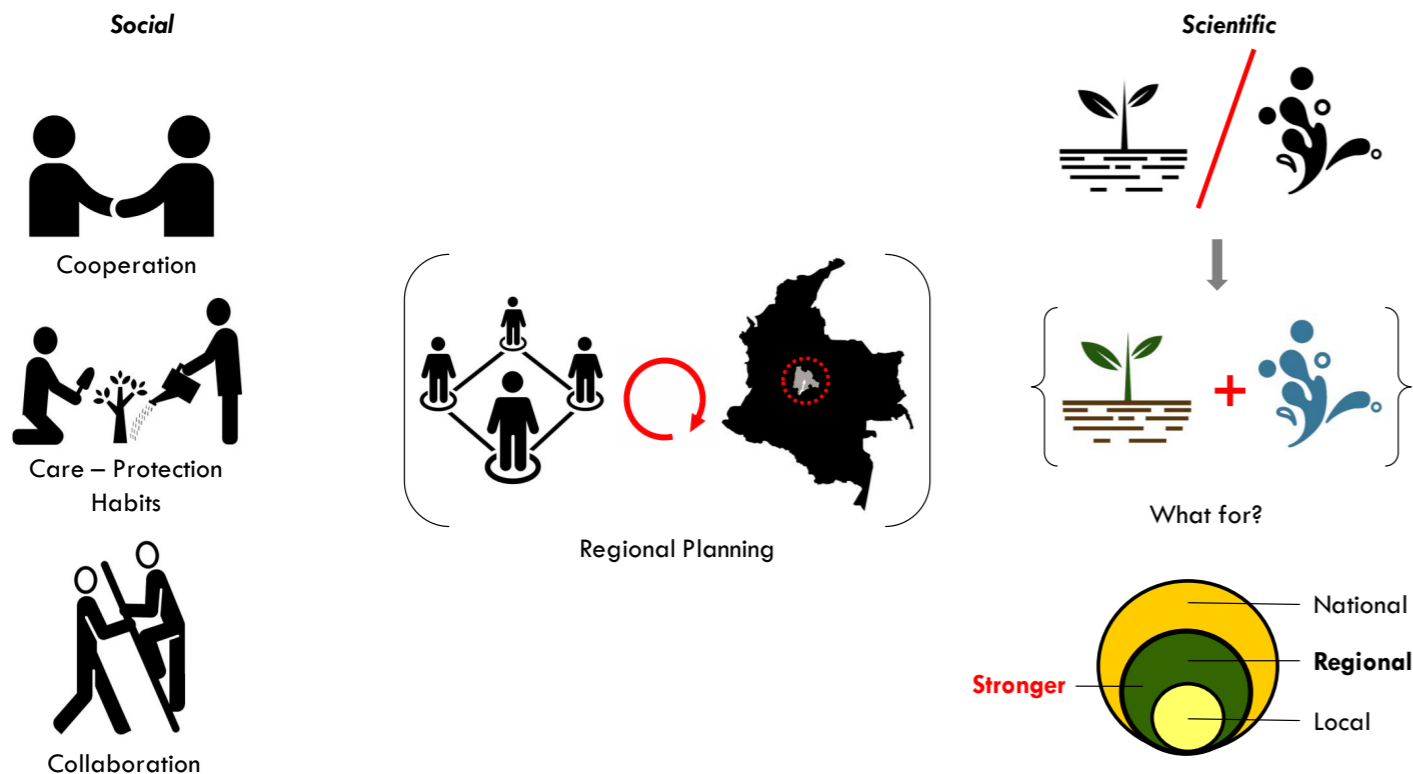 Social
Cooperation
Care – Protection
Habits
Collaboration
Regional Planning
Scientific
What for?
National
Regional
Stronger
Local